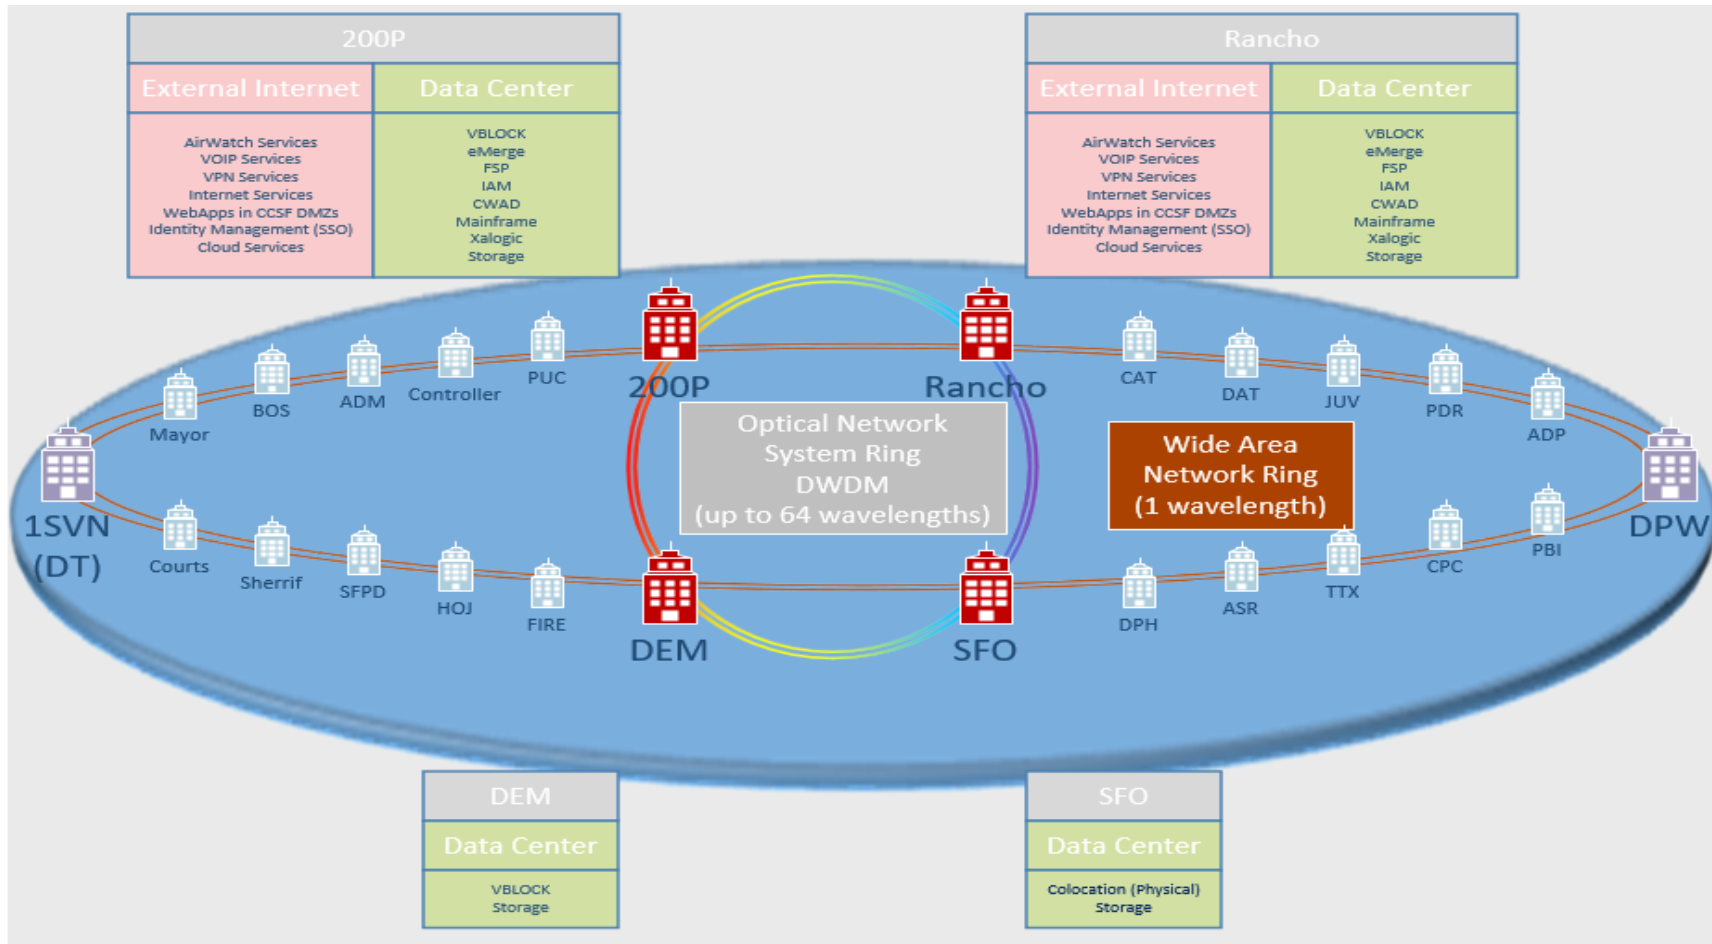 200P
External Internet
Data Center
AirWatch Services
VOIP Services
VPN Services
Internet Services
WebApps in CCSF DMZs
Identity Management (SSO)
Cloud Services
VBLOCK
eMerge
FSP
IAM
CWAD
Mainframe
Xalogic
Storage
Rancho
External Internet
Data Center
AirWatch Services
VOIP Services
VPN Services
Internet Services
WebApps in CCSF DMZs
Identity Management (SSO)
Cloud Services
VBLOCK
eMerge
FSP
IAM
CWAD
Mainframe
Xalogic
Storage
Mayor
BOS
ADM
Controller
PUC
200P
Rancho
CAT
DAT
JUV
PDR
ADP
Optical Network
System Ring
DWDM
(up to 64 wavelengths)
Wide Area
Network Ring
(1 wavelength)
1SVN
(DT)
DPW
Courts
Sherrif
SFPD
HOJ
FIRE
DEM
SFO
DPH
ASR
TTX
CPC
PBI
DEM
Data Center
VBLOCK
Storage
SFO
Data Center
Colocation (Physical)
Storage